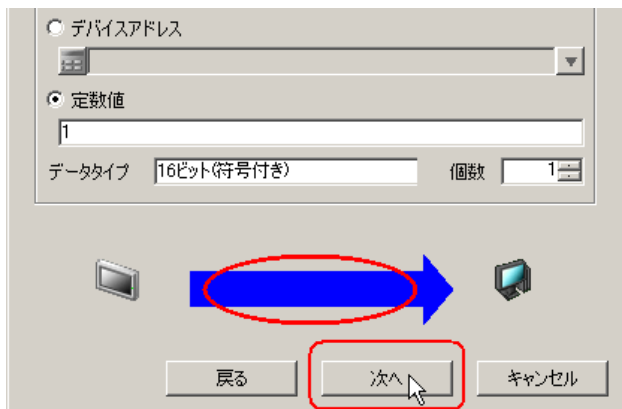 デバイスアドレス
定数値
1
データタイプ 16ビット(符号付き) 個数 1
戻る 次へ キャンセル